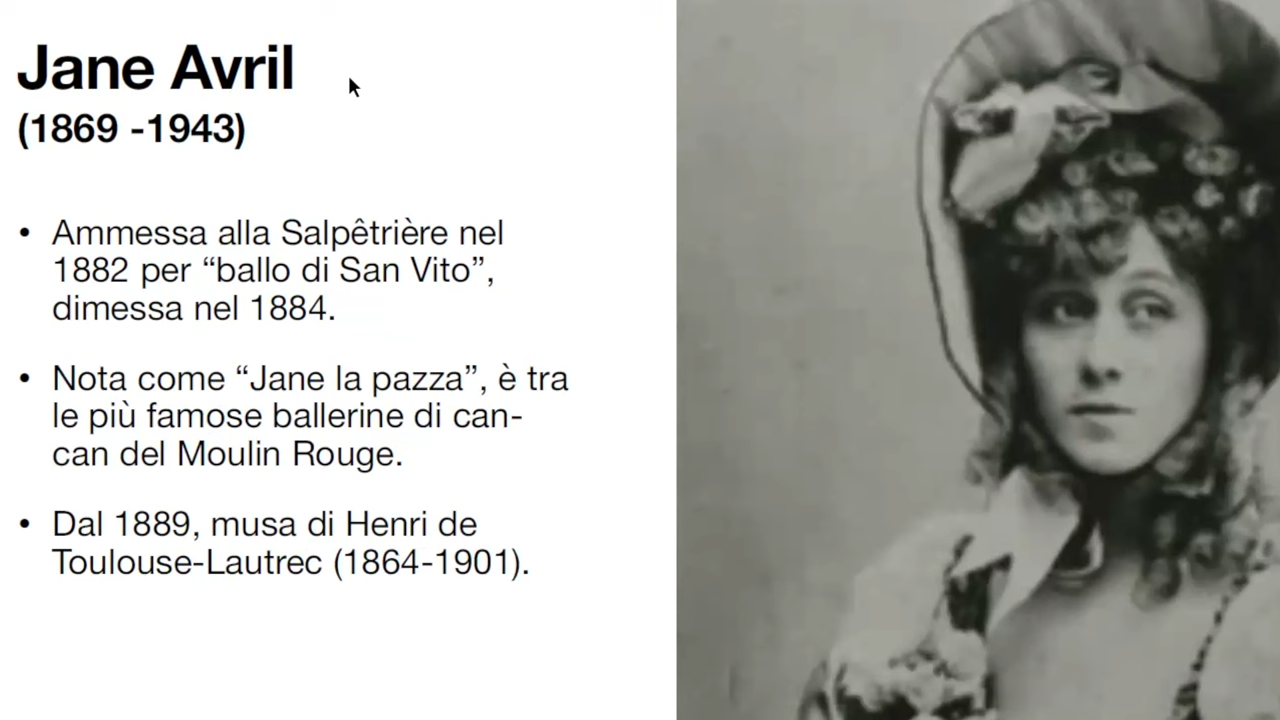 Jane Avril
(1869 -1943)
• Ammessa alla Salpêtrière nel
1882 per “ballo di San Vito”,
dimessa nel 1884.
• Nota come “Jane la pazza”, è tra
le più famose ballerine di can-
can del Moulin Rouge.
• Dal 1889, musa di Henri de
Toulouse-Lautrec (1864-1901).